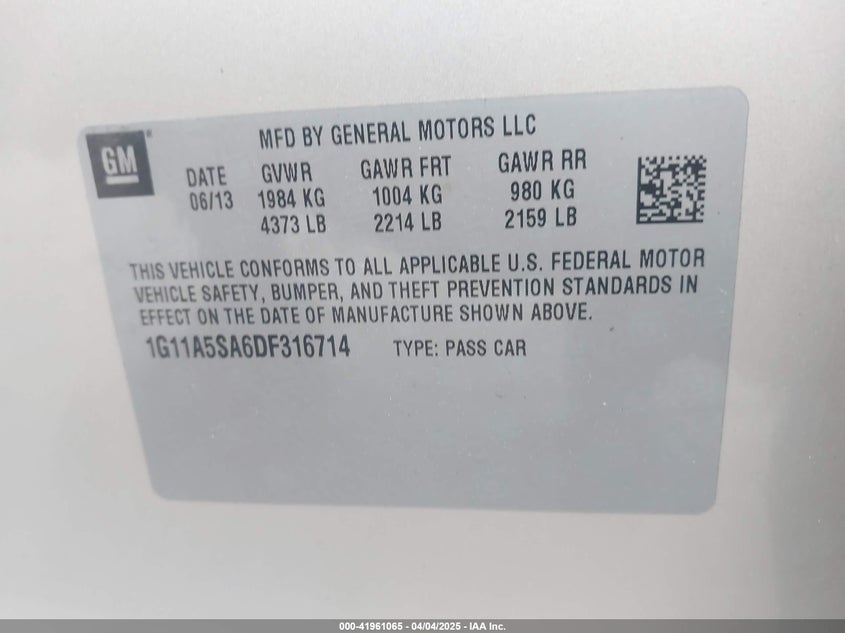 GM
MFD BY GENERAL MOTORS LLC
DATE GVWR GAWR FRT GAWR RR
06/13 1984 KG 1004 KG 980 KG
4373 LB 2214 LB 2159 LB
THIS VEHICLE CONFORMS TO ALL APPLICABLE U.S. FEDERAL MOTOR
VEHICLE SAFETY, BUMPER, AND THEFT PREVENTION STANDARDS IN
EFFECT ON THE DATE OF MANUFACTURE SHOWN ABOVE.
1G11A5SA6DF316714 TYPE: PASS CAR
000-41961065 - 04/04/2025 - IAA Inc.